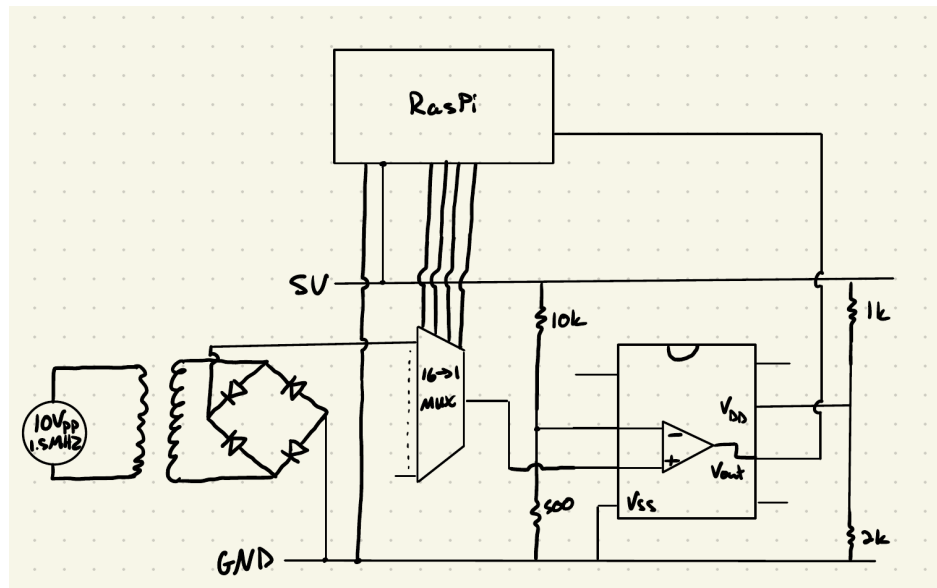 RasPi
5V
10k
1k
16→1
MUX
10Vpp
1.5MHZ
VDD
−
+
Vout
500
VSS
2k
GND